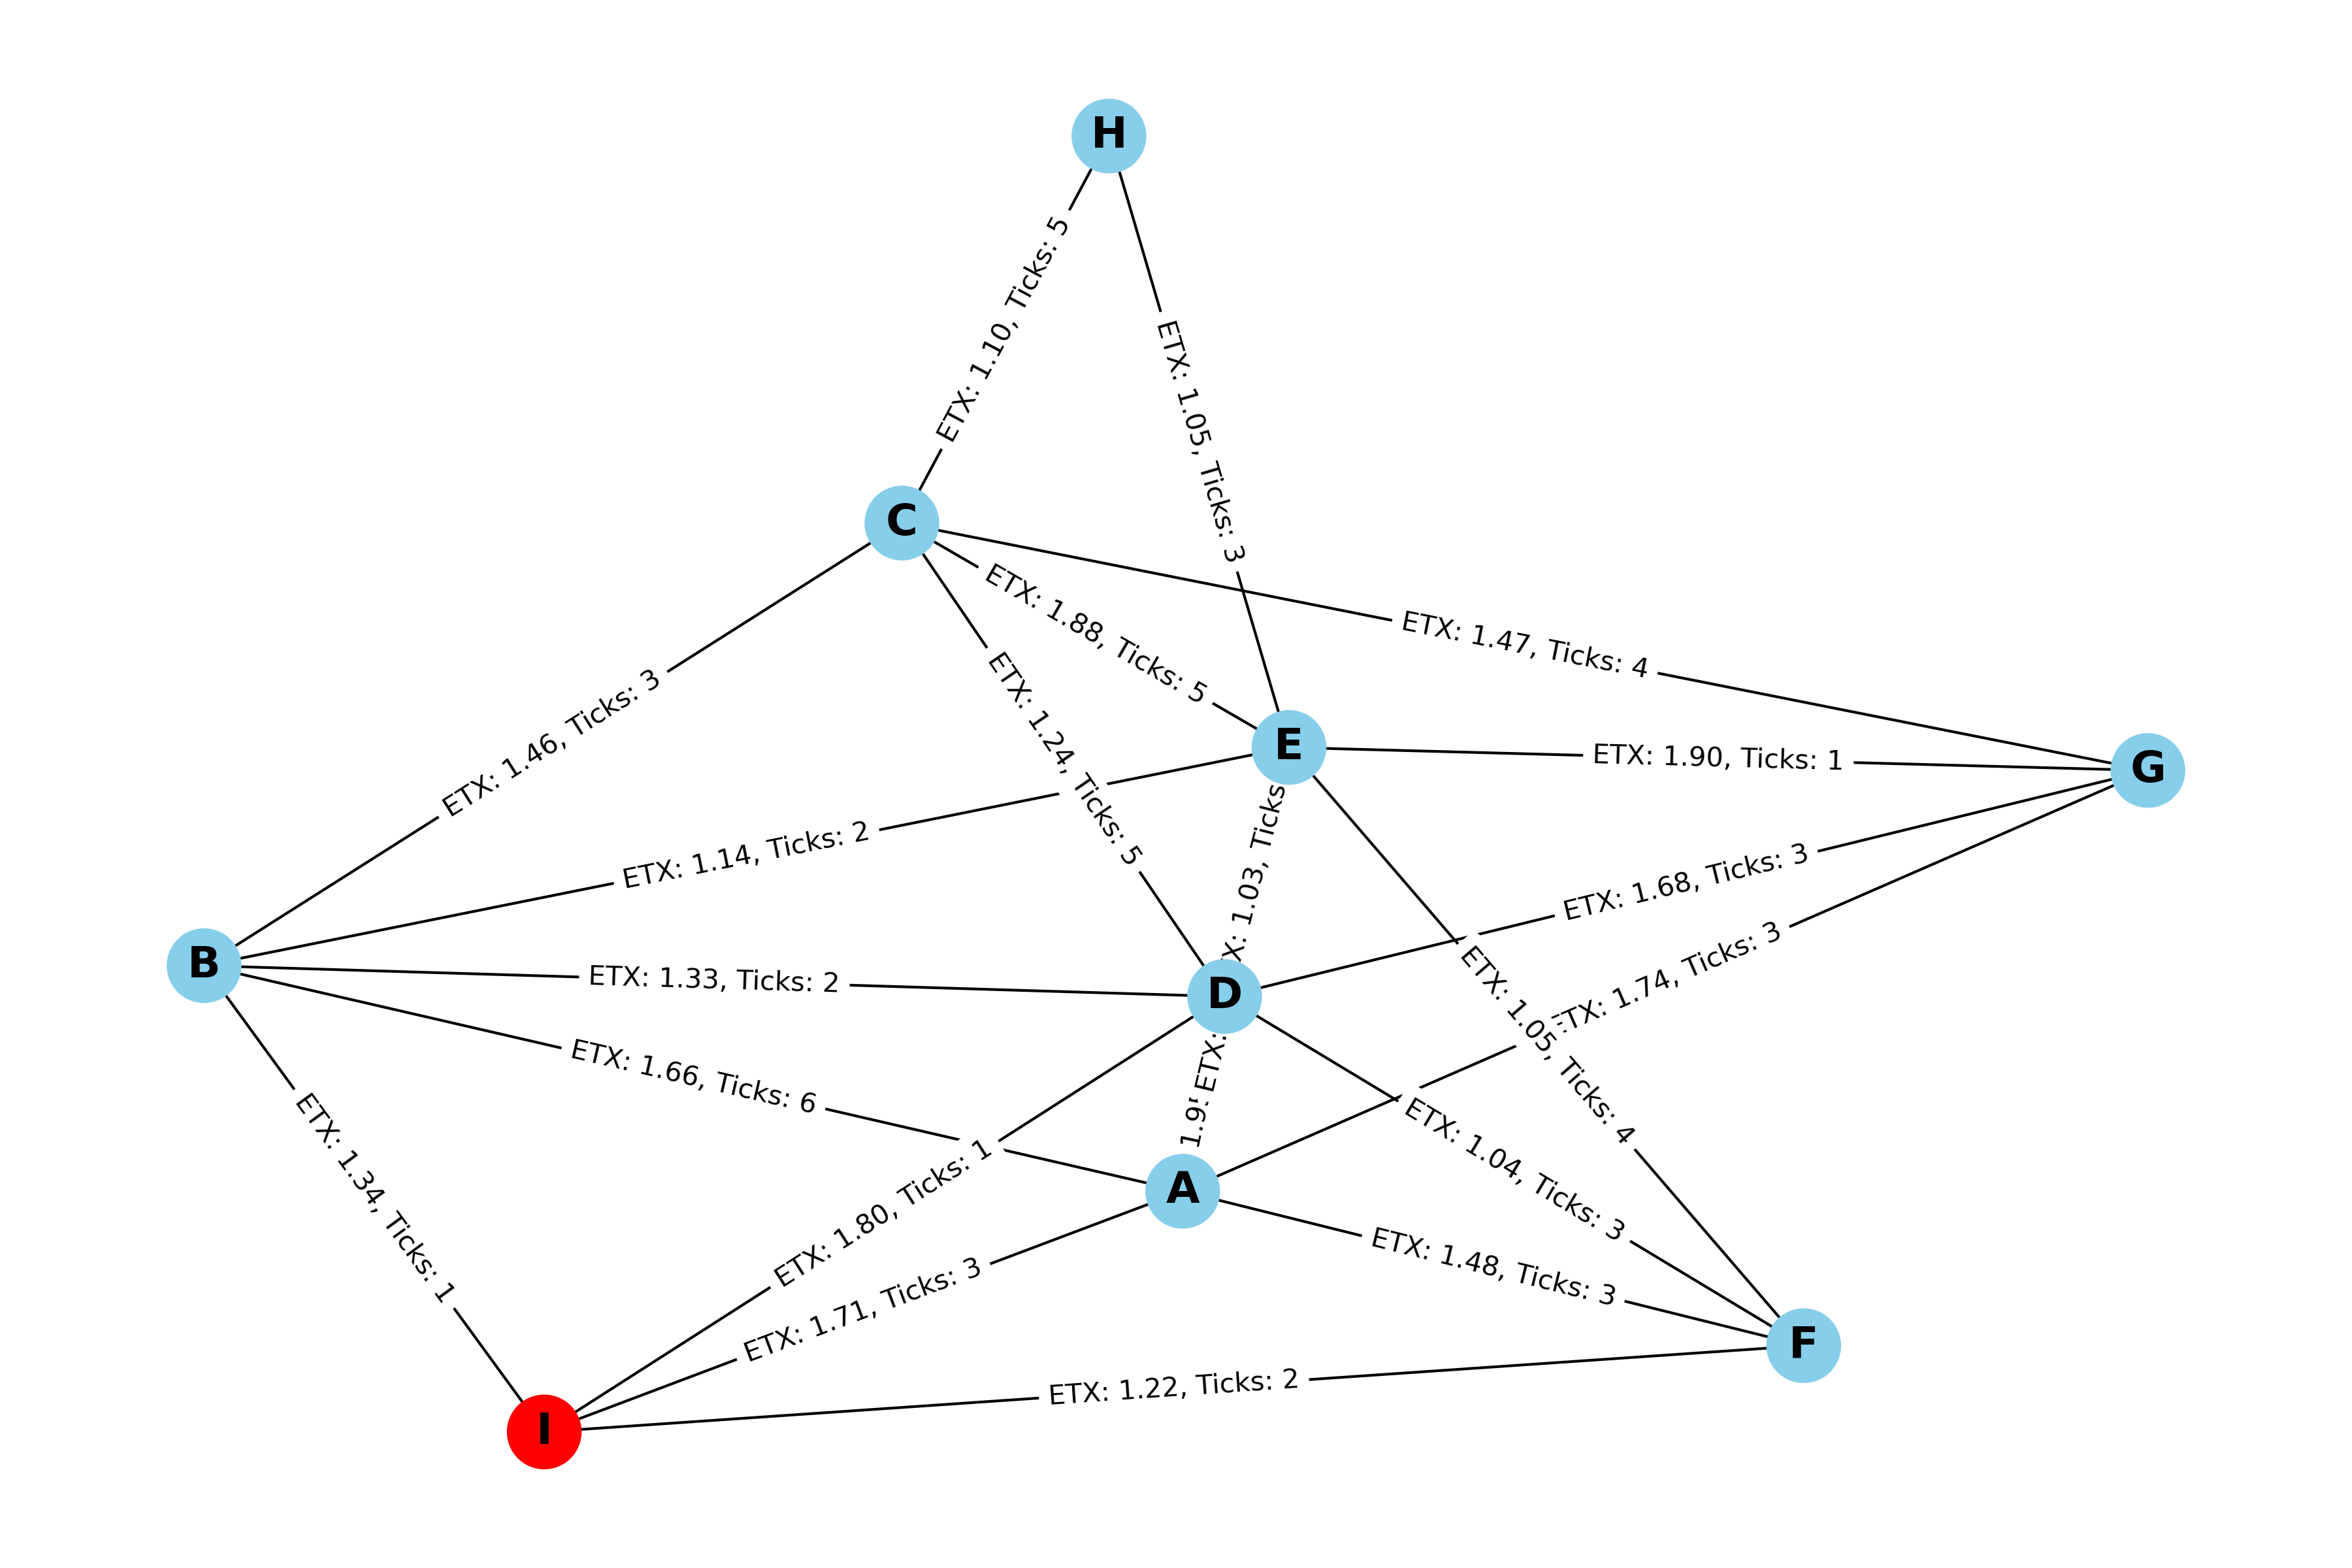 H
ETX: 1.10, Ticks: 5
ETX: 1.05, Ticks: 3
C
ETX: 1.88, Ticks: 5
ETX: 1.47, Ticks: 4
ETX: 1.24, Ticks: 5
ETX: 1.46, Ticks: 3
E
ETX: 1.90, Ticks: 1
G
ETX: 1.14, Ticks: 2
1.03, Ticks
ETX: 1.68, Ticks: 3
B
ETX: 1.33, Ticks: 2
D
1.74, Ticks: 3
ETX: 1.05, Ticks: 4
ETX: 1.66, Ticks: 6
ETX:
ETX: 1.04, Ticks: 3
ETX: 1.34, Ticks: 1
ETX: 1.80, Ticks: 1
A
ETX: 1.48, Ticks: 3
ETX: 1.71, Ticks: 3
F
ETX: 1.22, Ticks: 2
I